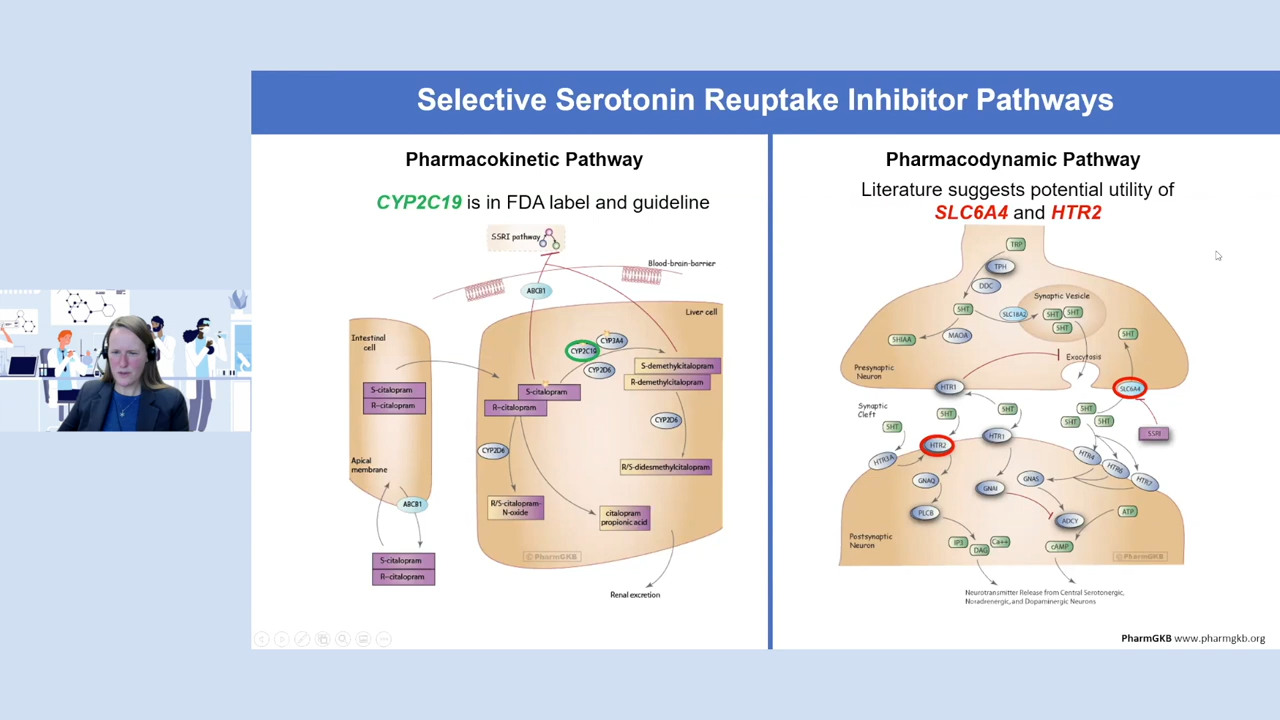 Selective Serotonin Reuptake Inhibitor Pathways
Pharmacokinetic Pathway
CYP2C19 is in FDA label and guideline
SSRI pathway
Blood-brain-barrier
ABCB1
Liver cell
Intestinal
cell
CYP3A4
CYP2C19
CYP2D6
S-demethylcitalopram
R-demethylcitalopram
S-citalopram
R-citalopram
S-citalopram
R-citalopram
CYP2D6
CYP2D6
Apical
membrane
R/S-didesmethylcitalopram
ABCB1
R/S-citalopram-
N-oxide
citalopram
propionic acid
© PharmGKB
S-citalopram
R-citalopram
Renal excretion
Pharmacodynamic Pathway
Literature suggests potential utility of
SLC6A4 and HTR2
TRP
TPH
DDC
Synaptic Vesicle
5HT
SLC18A2
5HT
5HT
5HT
5HIAA
MAOA
5HT
Exocytosis
Presynaptic
Neuron
HTR1
SLC6A4
Synaptic
Cleft
5HT
5HT
5HT
5HT
5HT
SSRI
HTR2
HTR1
HTR3A
HTR4
HTR6
HTR7
GNAQ
GNAI
GNAS
PLCB
ADCY
ATP
Postsynaptic
Neuron
IP3
DAG
Ca++
cAMP
© PharmGKB
Neurotransmitter Release from Central Serotonergic,
Noradrenergic, and Dopaminergic Neurons
PharmGKB www.pharmgkb.org